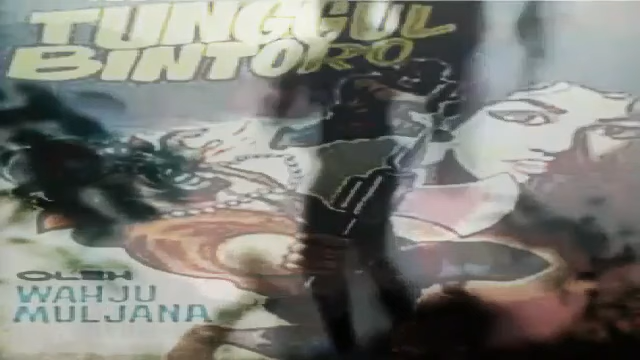 TUNGGUL
BINTORO
OLEH
WAHJU
MULJANA